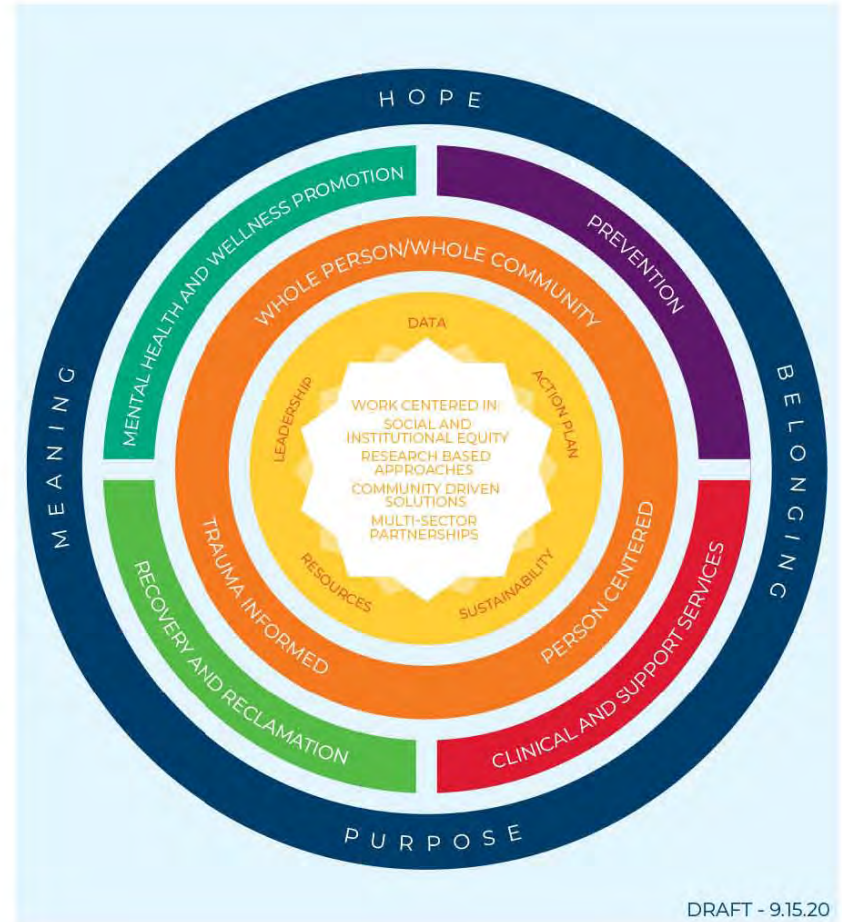 HOPE
MENTAL HEALTH AND WELLNESS PROMOTION
PREVENTION
WHOLE PERSON/WHOLE COMMUNITY
DATA
LEADERSHIP
ACTION PLAN
WORK CENTERED IN:
SOCIAL AND
INSTITUTIONAL EQUITY
RESEARCH BASED
APPROACHES
COMMUNITY DRIVEN
SOLUTIONS
MULTI-SECTOR
PARTNERSHIPS
MEANING
BELONGING
RESOURCES
SUSTAINABILITY
TRAUMA INFORMED
PERSON CENTERED
RECOVERY AND RECLAMATION
CLINICAL AND SUPPORT SERVICES
PURPOSE
DRAFT - 9.15.20